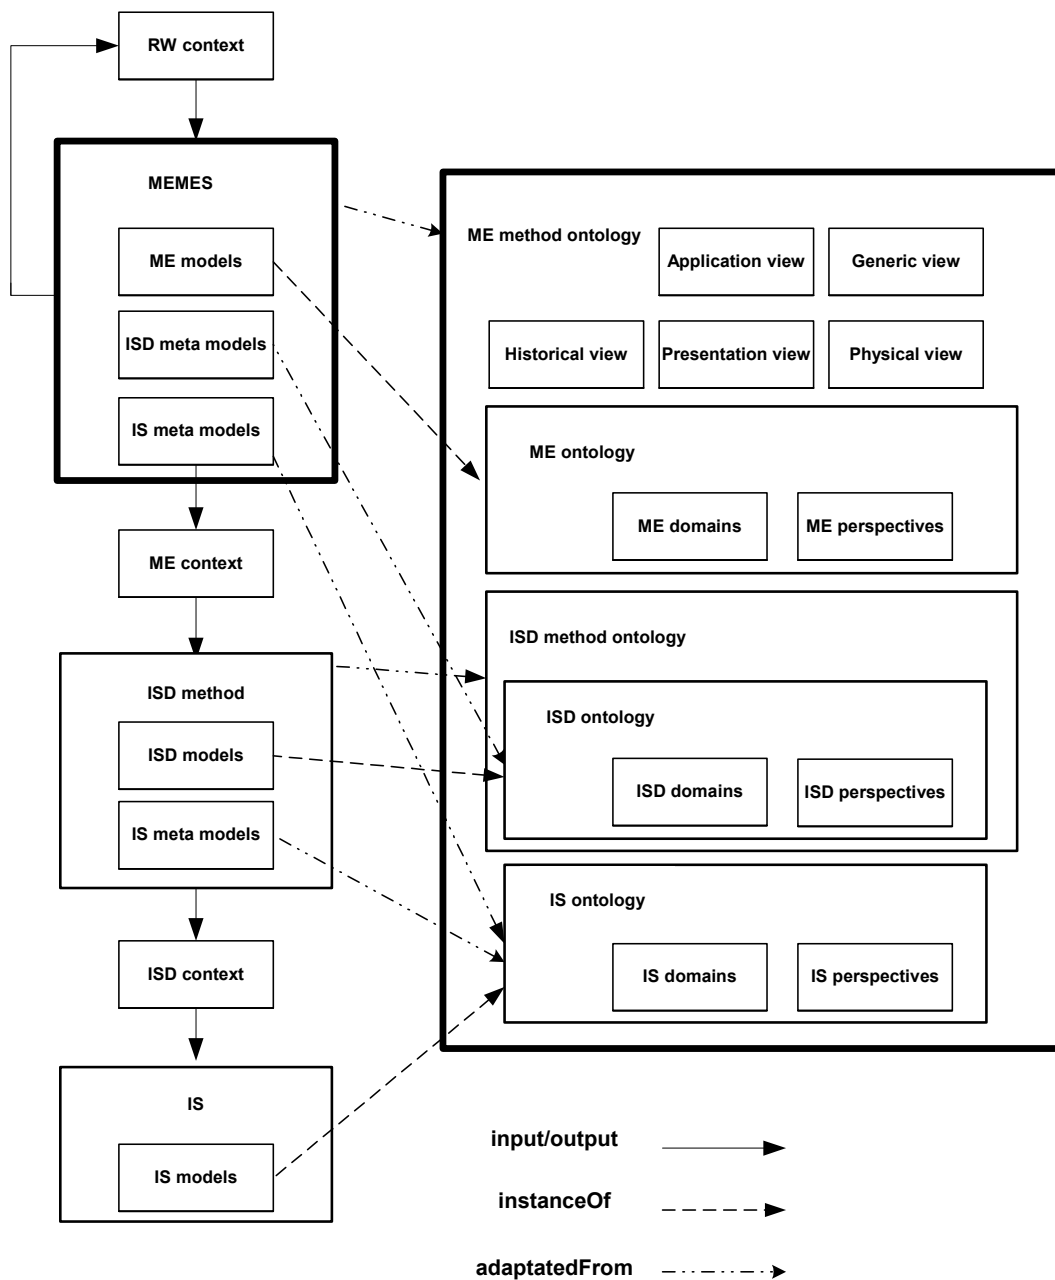 RW context
MEMES
ME models
ISD meta models
IS meta models
ME context
ISD method
ISD models
IS meta models
ISD context
IS
IS models
ME method ontology
Application view
Generic view
Historical view
Presentation view
Physical view
ME ontology
ME domains
ME perspectives
ISD method ontology
ISD ontology
ISD domains
ISD perspectives
IS ontology
IS domains
IS perspectives
input/output
instanceOf
adaptatedFrom